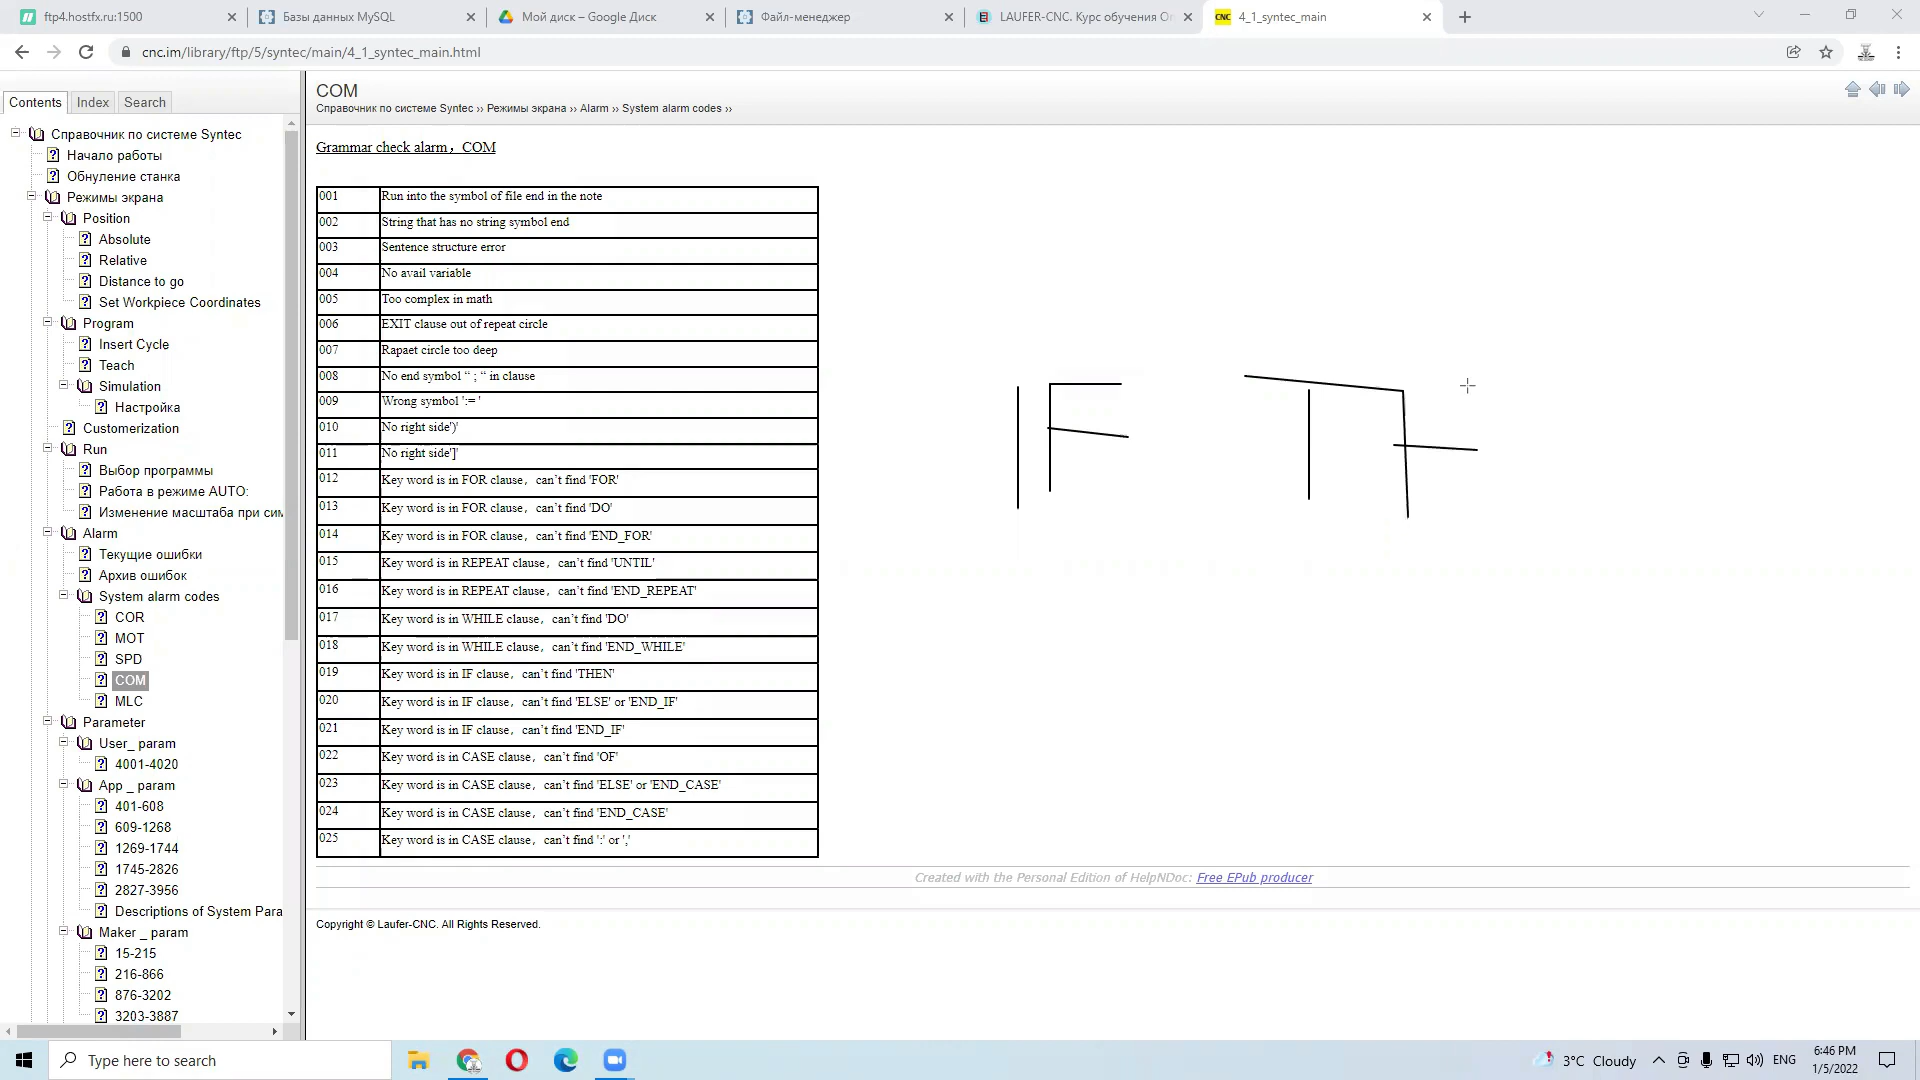 ftp4.hostfx.ru:1500
Базы данных MySQL
Мой диск – Google Диск
Файл-менеджер
LAUFER-CNC. Курс обучения О
CNC 4_1_syntec_main
cnc.im/library/ftp/5/syntec/main/4_1_syntec_main.html
Contents Index Search
Справочник по системе Syntec
Начало работы
Обнуление станка
Режимы экрана
Position
Absolute
Relative
Distance to go
Set Workpiece Coordinates
Program
Insert Cycle
Teach
Simulation
Настройка
Customerization
Run
Выбор программы
Работа в режиме AUTO:
Изменение масштаба при сим
Alarm
Текущие ошибки
Архив ошибок
System alarm codes
COR
MOT
SPD
COM
MLC
Parameter
User_ param
4001-4020
App _ param
401-608
609-1268
1269-1744
1745-2826
2827-3956
Descriptions of System Para
Maker _ param
15-215
216-866
876-3202
3203-3887
COM
Справочник по системе Syntec ›› Режимы экрана ›› Alarm ›› System alarm codes ››
Grammar check alarm，COM
001 Run into the symbol of file end in the note
002 String that has no string symbol end
003 Sentence structure error
004 No avail variable
005 Too complex in math
006 EXIT clause out of repeat circle
007 Rapaet circle too deep
008 No end symbol “ ; “ in clause
009 Wrong symbol ':= '
010 No right side')'
011 No right side']'
012 Key word is in FOR clause，can’t find 'FOR'
013 Key word is in FOR clause，can’t find 'DO'
014 Key word is in FOR clause，can’t find 'END_FOR'
015 Key word is in REPEAT clause，can’t find 'UNTIL'
016 Key word is in REPEAT clause，can’t find 'END_REPEAT'
017 Key word is in WHILE clause，can’t find 'DO'
018 Key word is in WHILE clause，can’t find 'END_WHILE'
019 Key word is in IF clause，can’t find 'THEN'
020 Key word is in IF clause，can’t find 'ELSE' or 'END_IF'
021 Key word is in IF clause，can’t find 'END_IF'
022 Key word is in CASE clause，can’t find 'OF'
023 Key word is in CASE clause，can’t find 'ELSE' or 'END_CASE'
024 Key word is in CASE clause，can’t find 'END_CASE'
025 Key word is in CASE clause，can’t find ':' or ','
IF
Created with the Personal Edition of HelpNDoc: Free EPub producer
Copyright © Laufer-CNC. All Rights Reserved.
Type here to search
3°C Cloudy
ENG
6:46 PM
1/5/2022